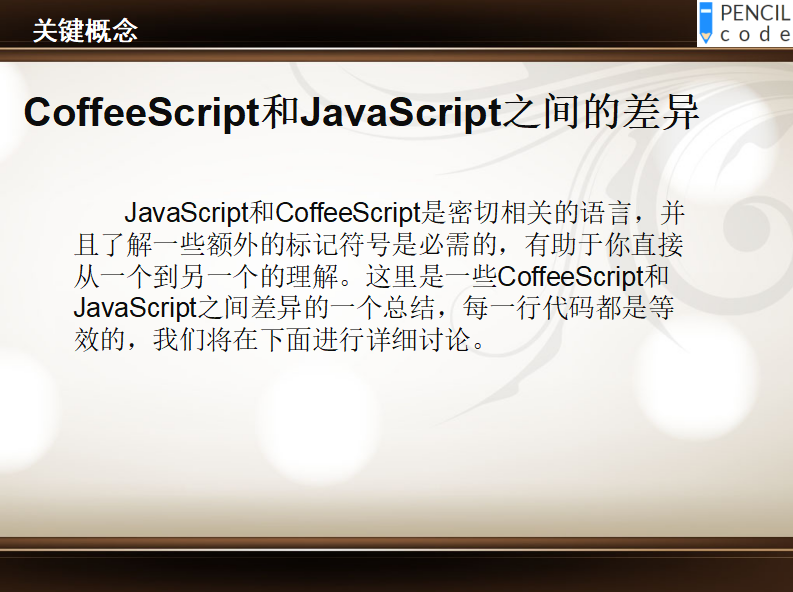 关键概念
PENCIL
code
CoffeeScript和JavaScript之间的差异
JavaScript和CoffeeScript是密切相关的语言，并
且了解一些额外的标记符号是必需的，有助于你直接
从一个到另一个的理解。这里是一些CoffeeScript和
JavaScript之间差异的一个总结，每一行代码都是等
效的，我们将在下面进行详细讨论。